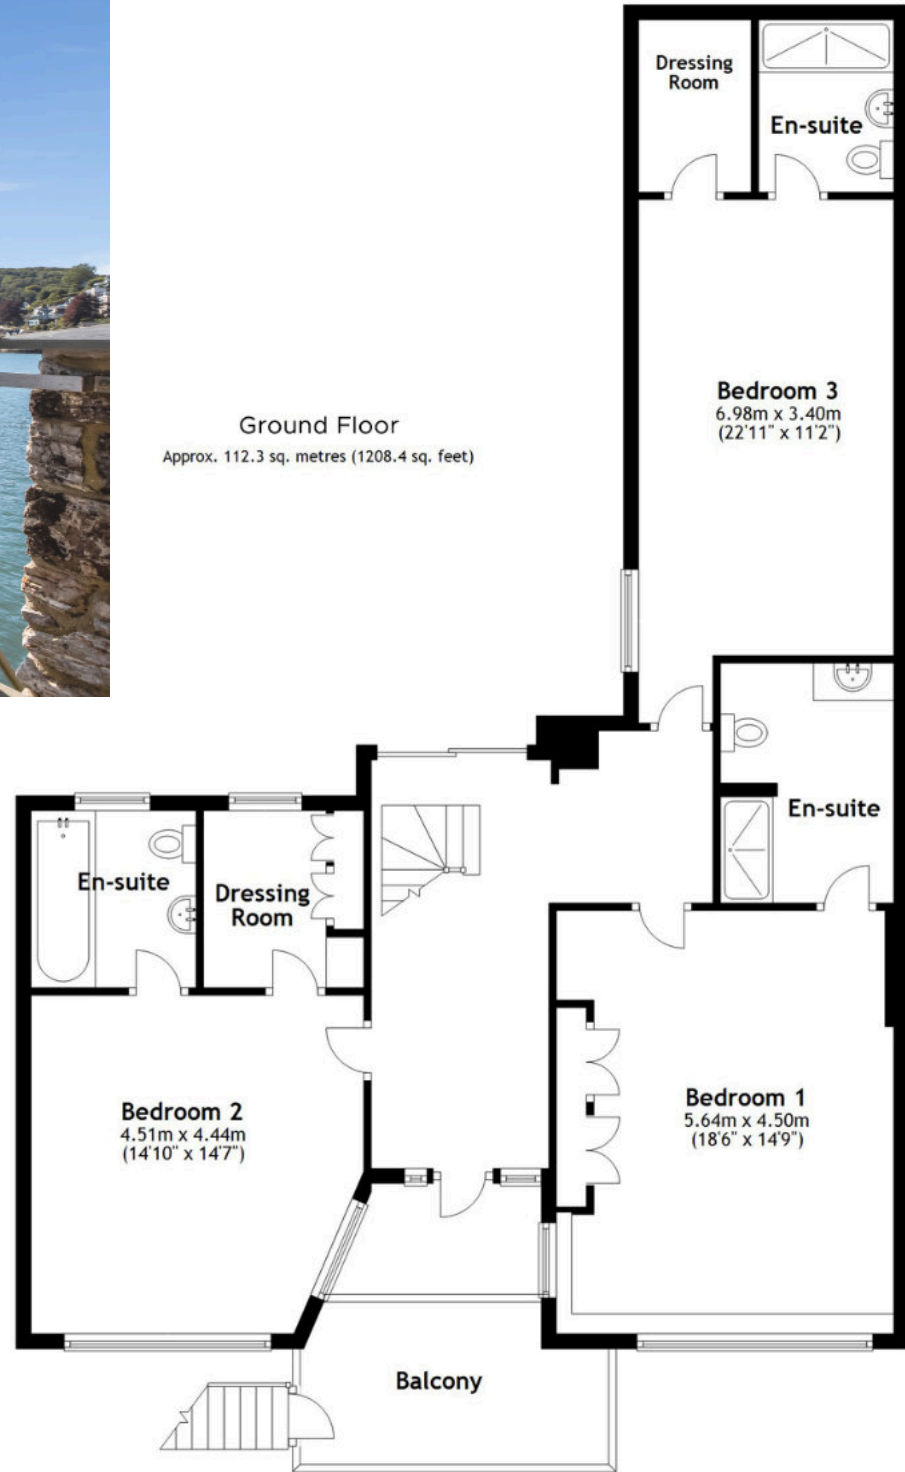 Dressing
Room
En-suite
Bedroom 3
6.98m x 3.40m
(22'11" x 11'2")
Ground Floor
Approx. 112.3 sq. metres (1208.4 sq. feet)
En-suite
En-suite
Dressing
Room
Bedroom 2
4.51m x 4.44m
(14'10" x 14'7")
Bedroom 1
5.64m x 4.50m
(18'6" x 14'9")
Balcony